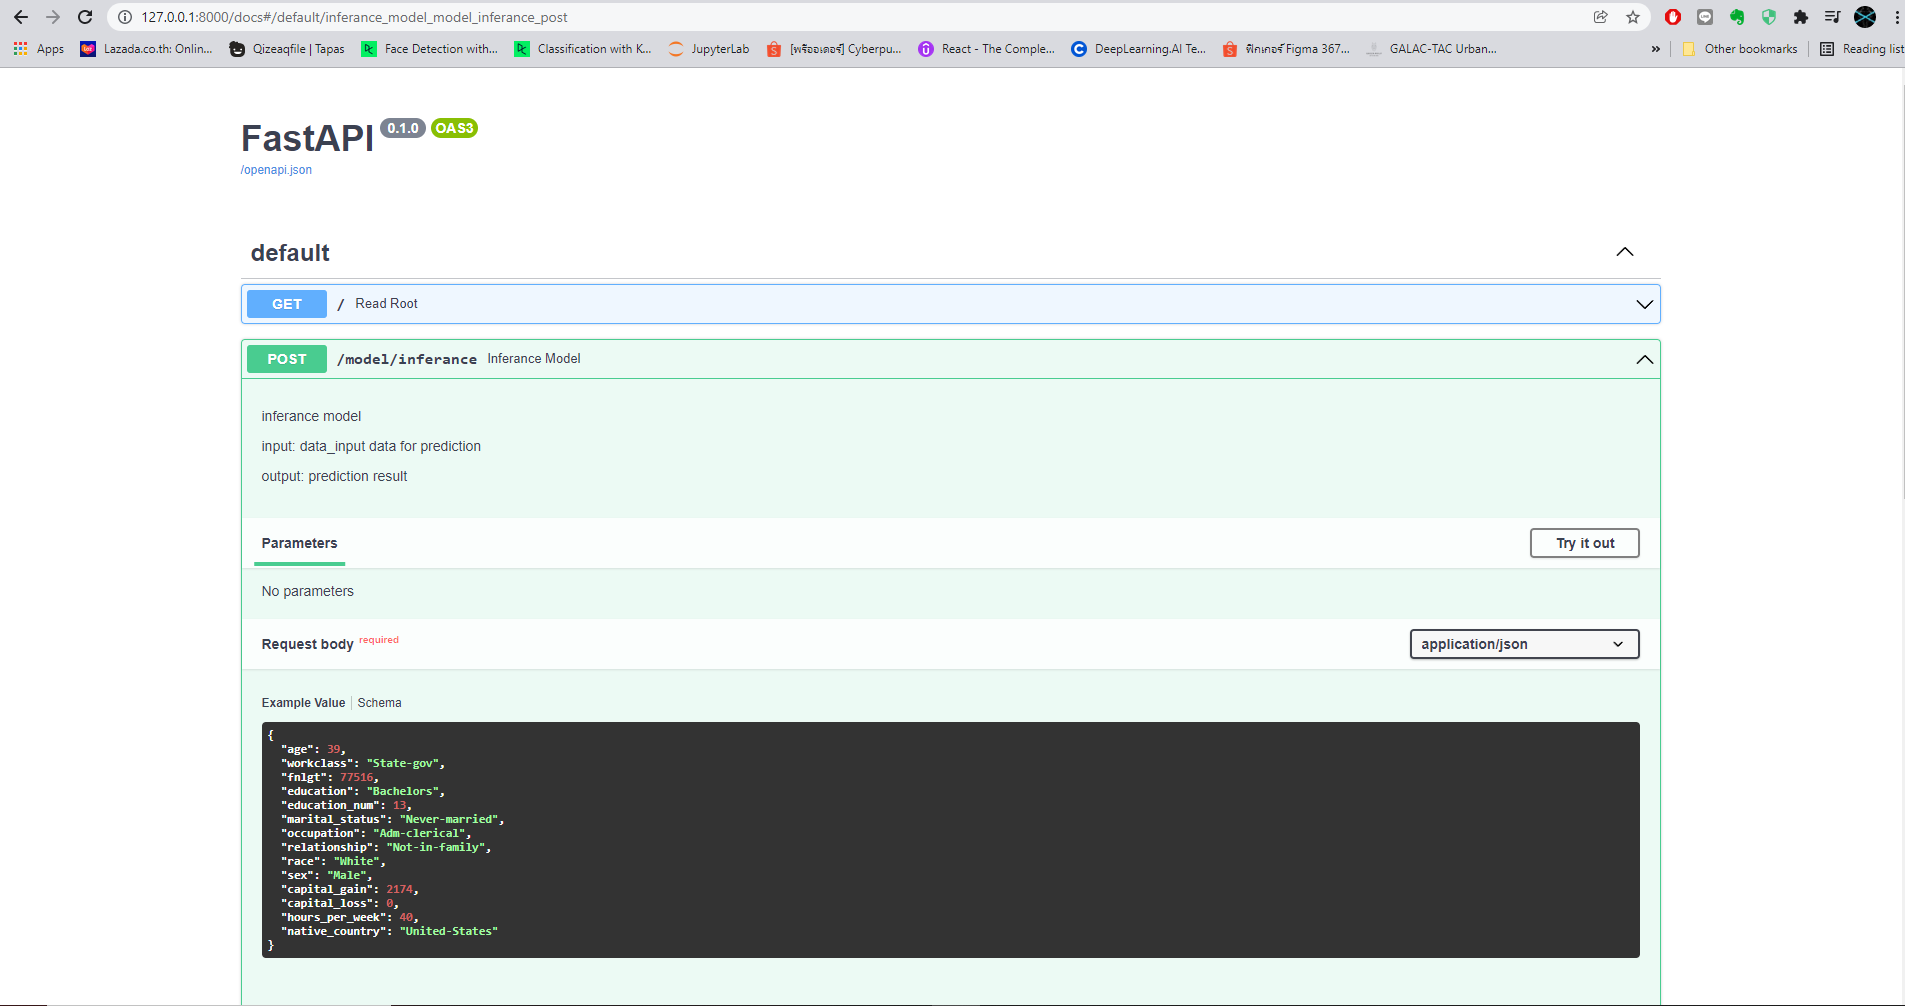 127.0.0.1:8000/docs#/default/inferance_model_model_inferance_post
Apps
Lazada.co.th: Onlin...
Qizeaqfile | Tapas
Face Detection with...
Classification with K...
JupyterLab
[พรีออเดอร์] Cyberpu...
React - The Comple...
DeepLearning.AI Te...
ฟิกเกอร์ Figma 367...
GALAC-TAC Urban...
»
Other bookmarks
Reading list
FastAPI 0.1.0 OAS3
/openapi.json
default
GET / Read Root
POST /model/inferance Inferance Model
inferance model
input: data_input data for prediction
output: prediction result
Parameters
Try it out
No parameters
Request body required
application/json
Example Value | Schema
{
"age": 39,
"workclass": "State-gov",
"fnlgt": 77516,
"education": "Bachelors",
"education_num": 13,
"marital_status": "Never-married",
"occupation": "Adm-clerical",
"relationship": "Not-in-family",
"race": "White",
"sex": "Male",
"capital_gain": 2174,
"capital_loss": 0,
"hours_per_week": 40,
"native_country": "United-States"
}